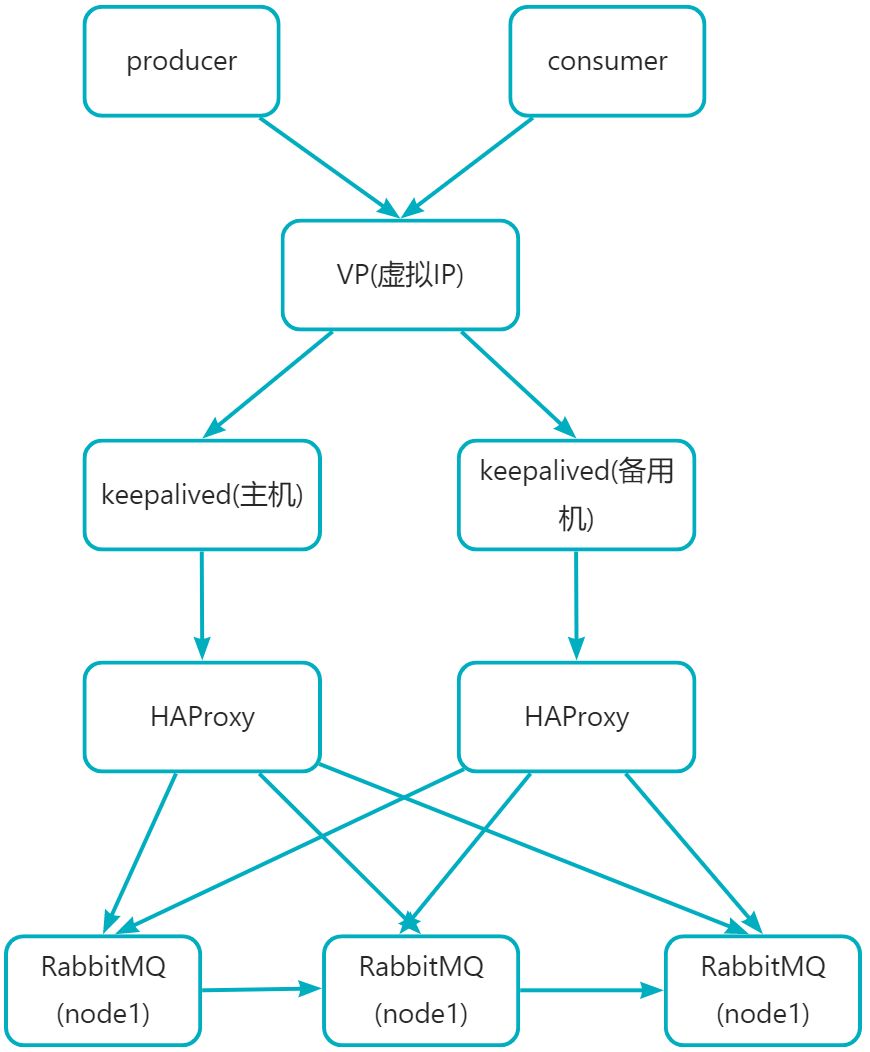 producer
consumer
VP(虚拟IP)
keepalived(主机)
keepalived(备用
机)
HAProxy
HAProxy
RabbitMQ
(node1)
RabbitMQ
(node1)
RabbitMQ
(node1)